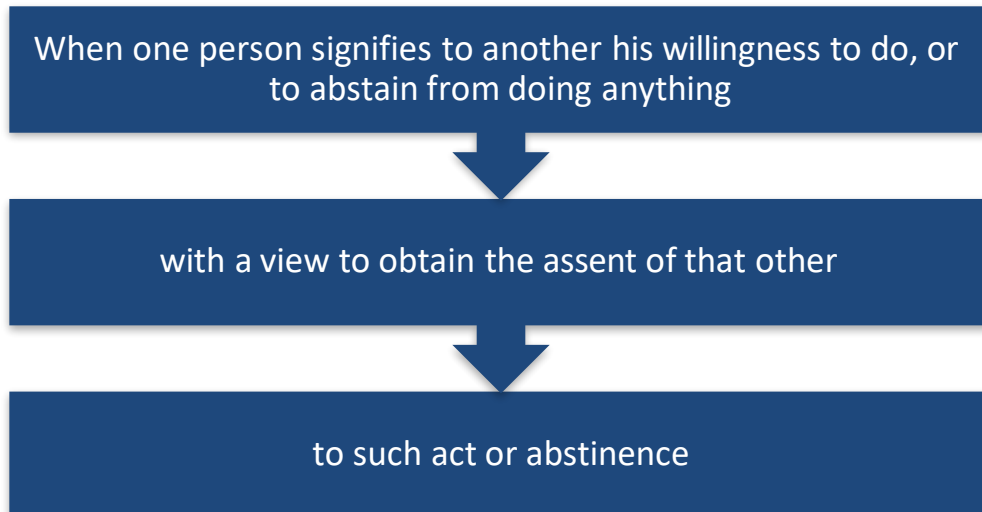 When one person signifies to another his willingness to do, or
to abstain from doing anything
with a view to obtain the assent of that other
to such act or abstinence